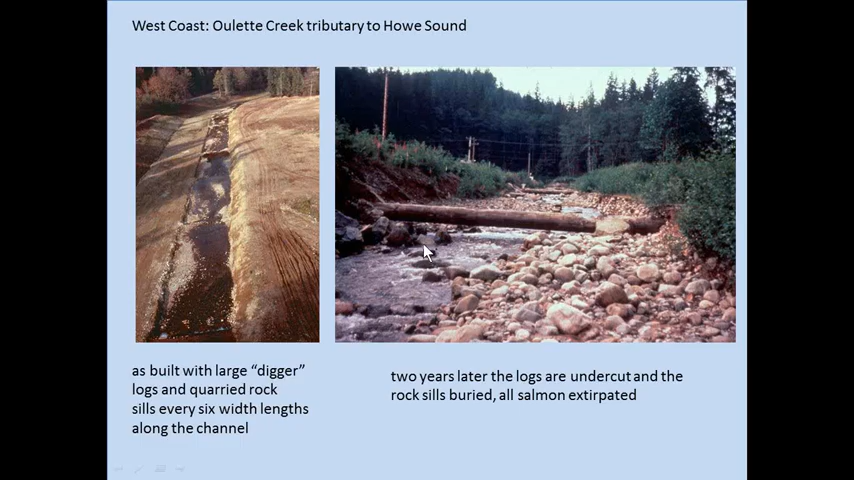 West Coast: Oulette Creek tributary to Howe Sound
as built with large “digger”
logs and quarried rock
sills every six width lengths
along the channel
two years later the logs are undercut and the
rock sills buried, all salmon extirpated